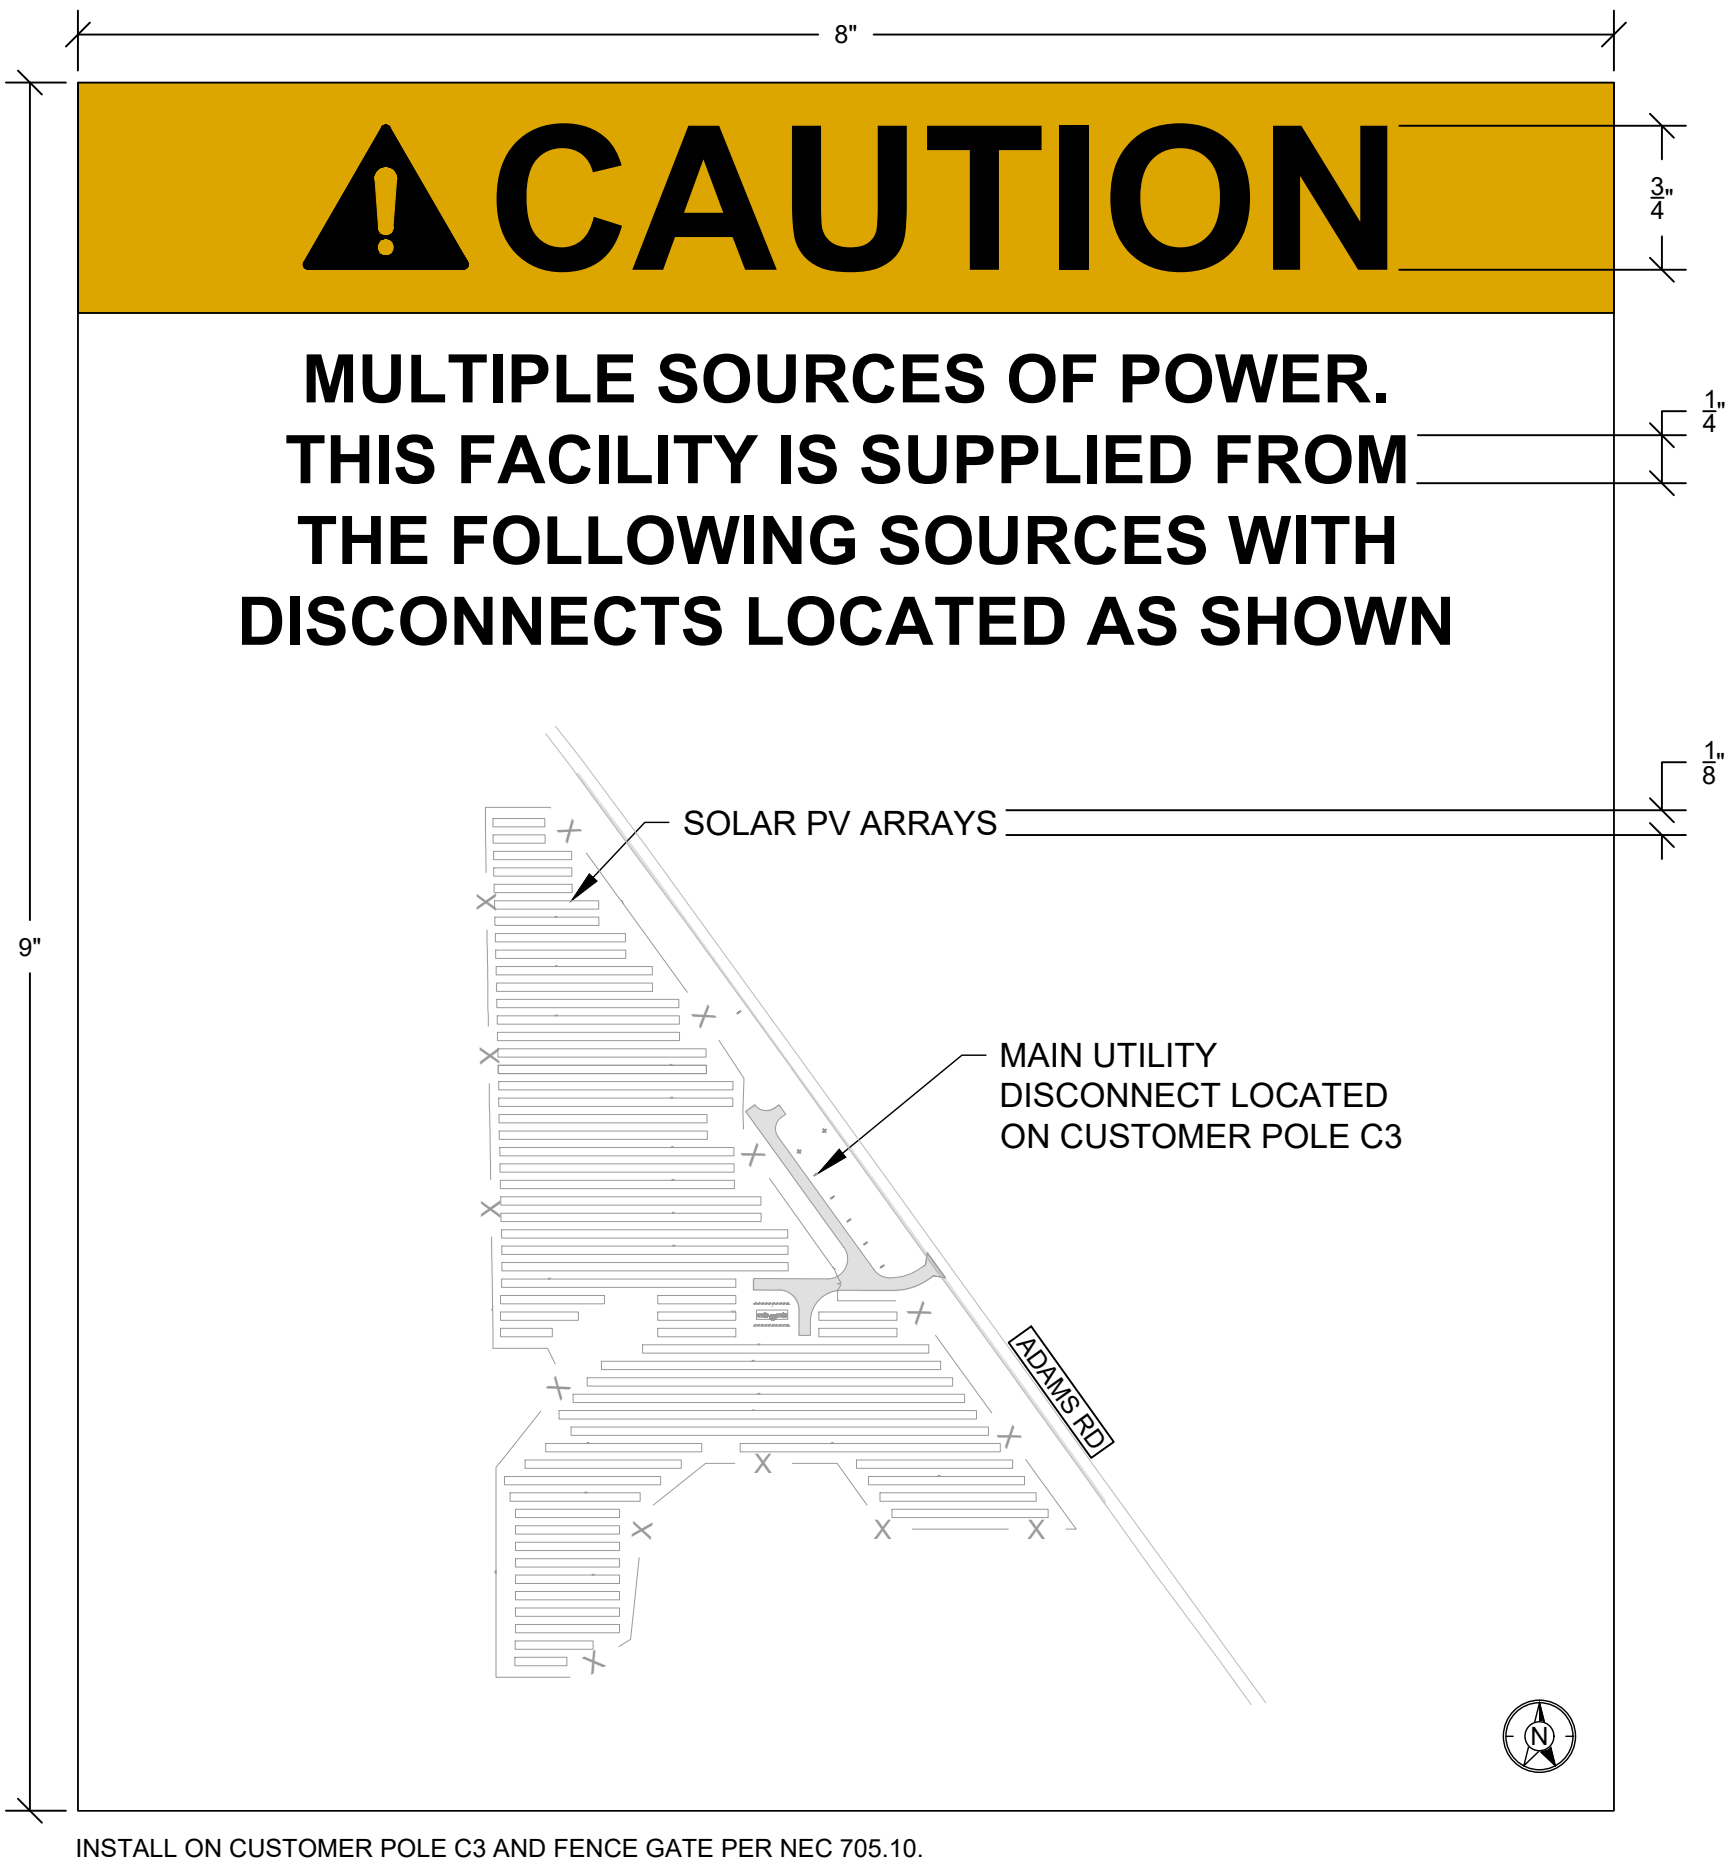 8"
CAUTION
3/4"
MULTIPLE SOURCES OF POWER.
THIS FACILITY IS SUPPLIED FROM
THE FOLLOWING SOURCES WITH
DISCONNECTS LOCATED AS SHOWN
1/4"
1/8"
SOLAR PV ARRAYS
9"
MAIN UTILITY
DISCONNECT LOCATED
ON CUSTOMER POLE C3
ADAMS RD
N
INSTALL ON CUSTOMER POLE C3 AND FENCE GATE PER NEC 705.10.